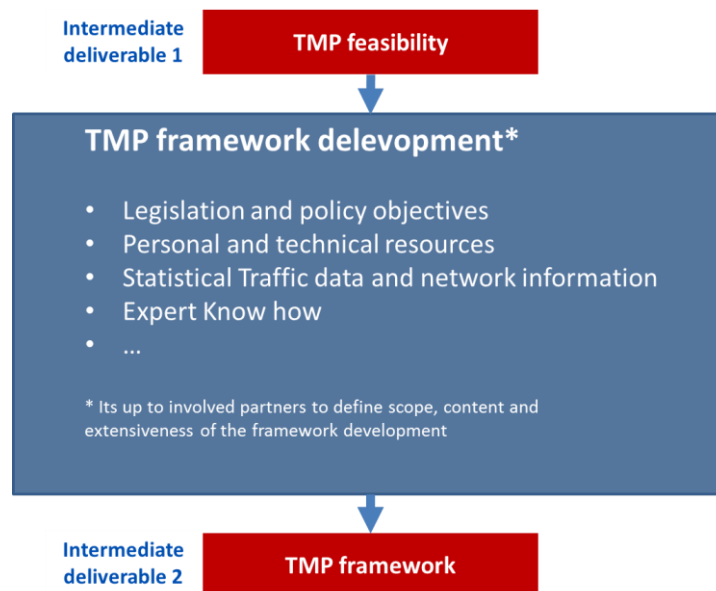 Intermediate
deliverable 1
TMP feasibility
TMP framework delevopment*
• Legislation and policy objectives
• Personal and technical resources
• Statistical Traffic data and network information
• Expert Know how
• ...
* Its up to involved partners to define scope, content and
extensiveness of the framework development
Intermediate
deliverable 2
TMP framework